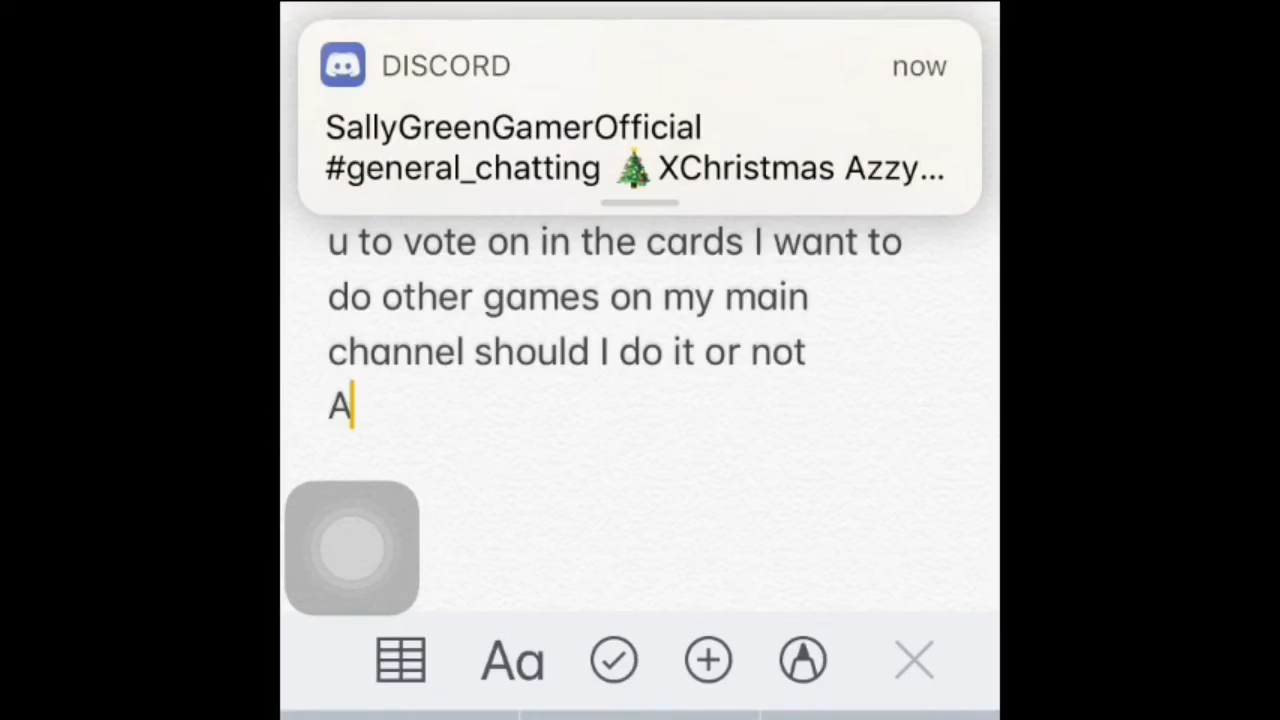 DISCORD now
SallyGreenGamerOfficial
#general_chatting 🎄XChristmas Azzy...
u to vote on in the cards I want to
do other games on my main
channel should I do it or not
A
Aa